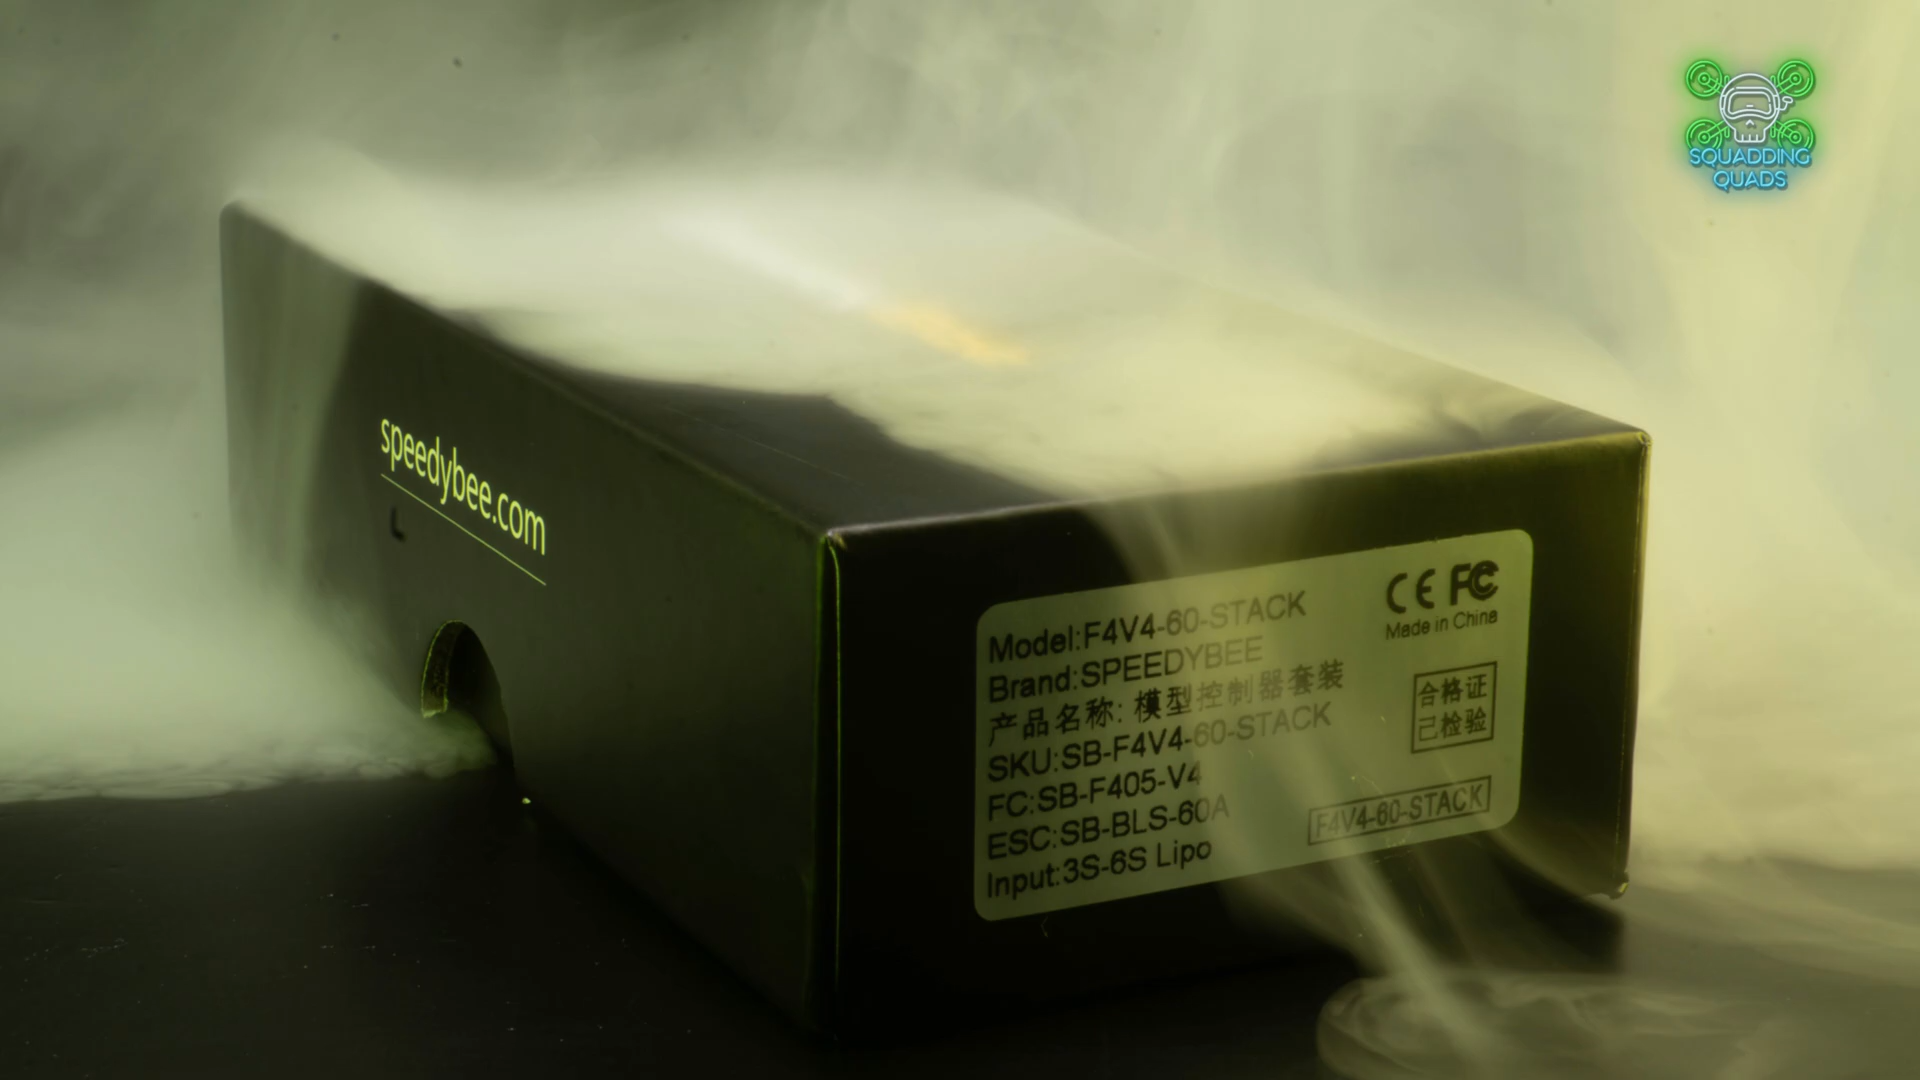 SQUADDING
QUADS
speedybee.com
Model:F4V4-60-STACK
Brand:SPEEDYBEE
产品名称: 模型控制器套装
SKU:SB-F4V4-60-STACK
FC:SB-F405-V4
ESC:SB-BLS-60A
Input:3S-6S Lipo
CE FC
Made in China
合格证
己检验
F4V4-60-STACK